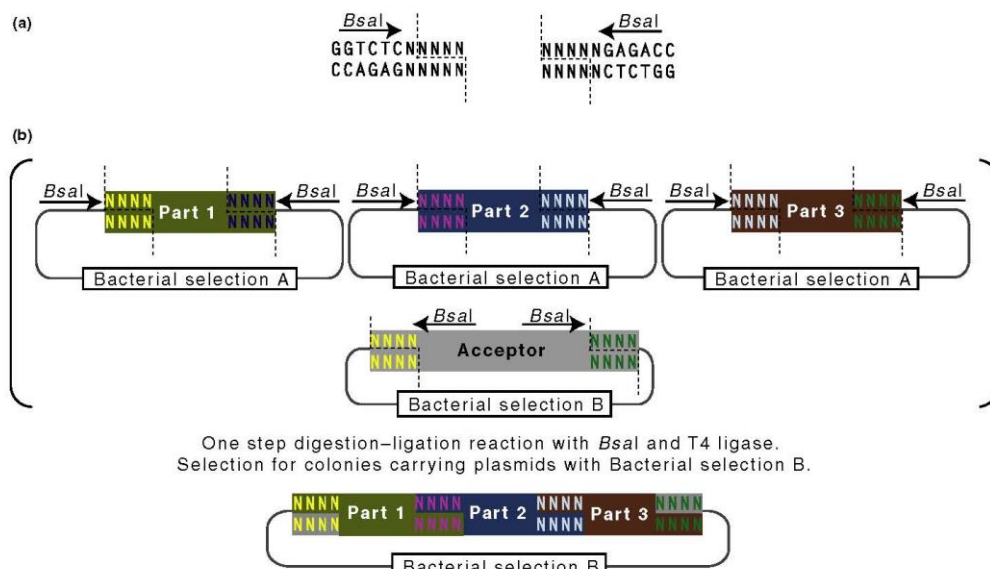 (a)
BsaI BsaI
GGTCTCNNNNN NNNNNGAGACC
CCAGAGNNNNN NNNNNCTCTGG
(b)
BsaI BsaI BsaI BsaI BsaI BsaI
NNNN Part 1 NNNN NNNN Part 2 NNNN NNNN Part 3 NNNN
NNNN NNNN NNNN NNNN NNNN NNNN
Bacterial selection A Bacterial selection A Bacterial selection A
BsaI BsaI
NNNN Acceptor NNNN
NNNN NNNN
Bacterial selection B
One step digestion–ligation reaction with BsaI and T4 ligase.
Selection for colonies carrying plasmids with Bacterial selection B.
NNNN Part 1 NNNN Part 2 NNNN Part 3 NNNN
NNNN NNNN NNNN NNNN
Bacterial selection B